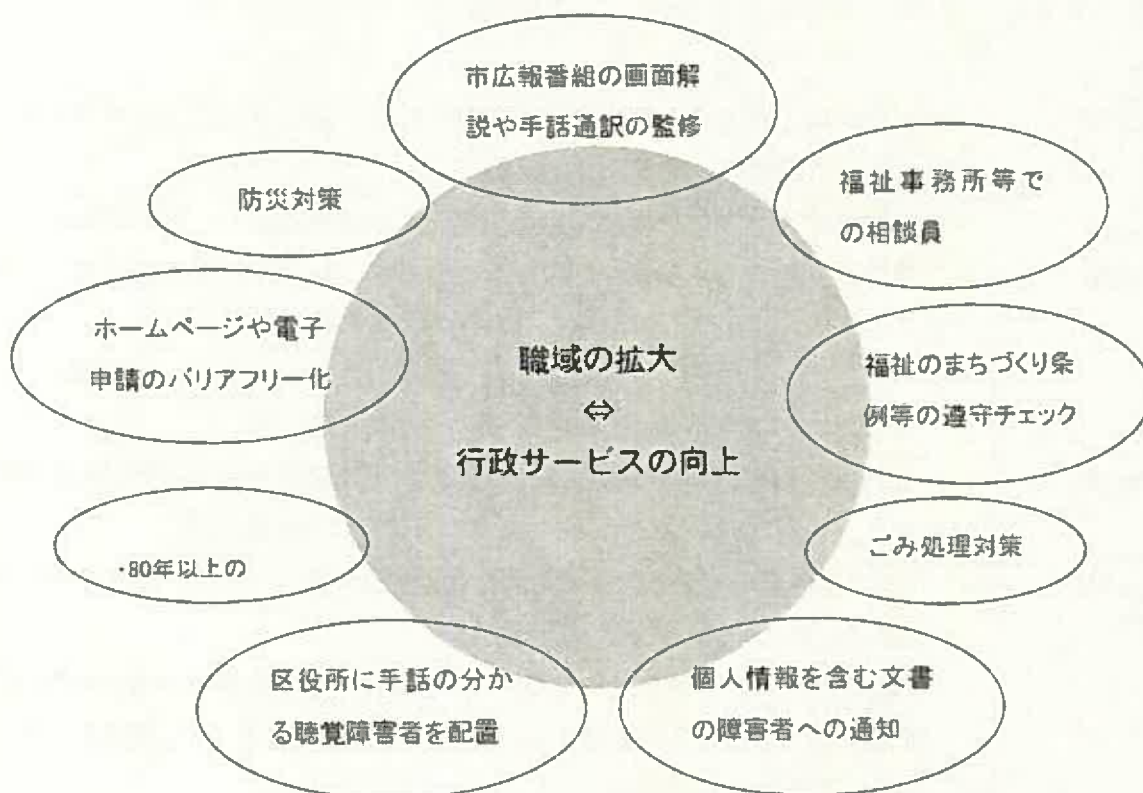 市広報番組の画面解
説や手話通訳の監修
防災対策
福祉事務所等で
の相談員
ホームページや電子
申請のバリアフリー化
職域の拡大
⇔
行政サービスの向上
福祉のまちづくり条
例等の遵守チェック
・80年以上の
ごみ処理対策
区役所に手話の分か
る聴覚障害者を配置
個人情報を含む文書
の障害者への通知